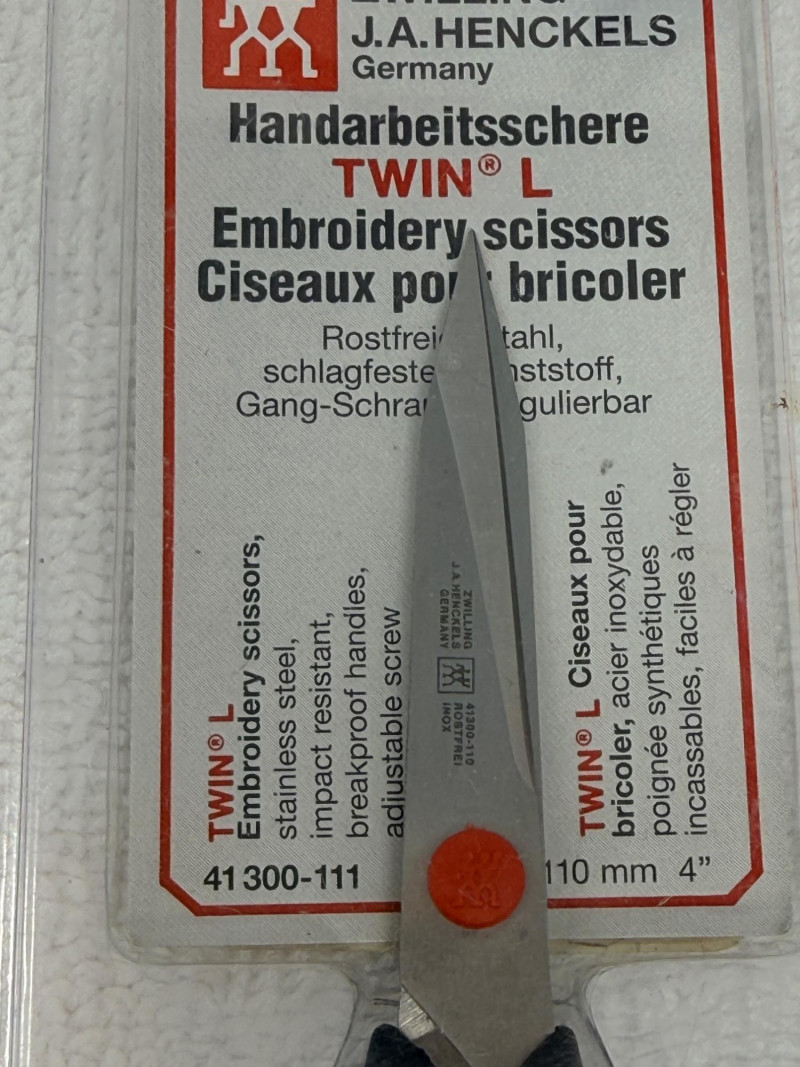 ZWILLING
J.A.HENCKELS
Germany
Handarbeitsschere
TWIN® L
Embroidery scissors
Ciseaux pour bricoler
Rostfrei tahl,
schlagfeste nststoff,
Gang-Schra gulierbar
TWIN® L
Embroidery scissors,
stainless steel,
impact resistant,
breakproof handles,
adjustable screw
41 300-111
ZWILLING
J.A.HENCKELS
GERMANY
41300-110
ROSTFREI
INOX
TWIN® L Ciseaux pour
bricoler, acier inoxydable,
poignée synthétiques
incassables, faciles à régler
110 mm 4”